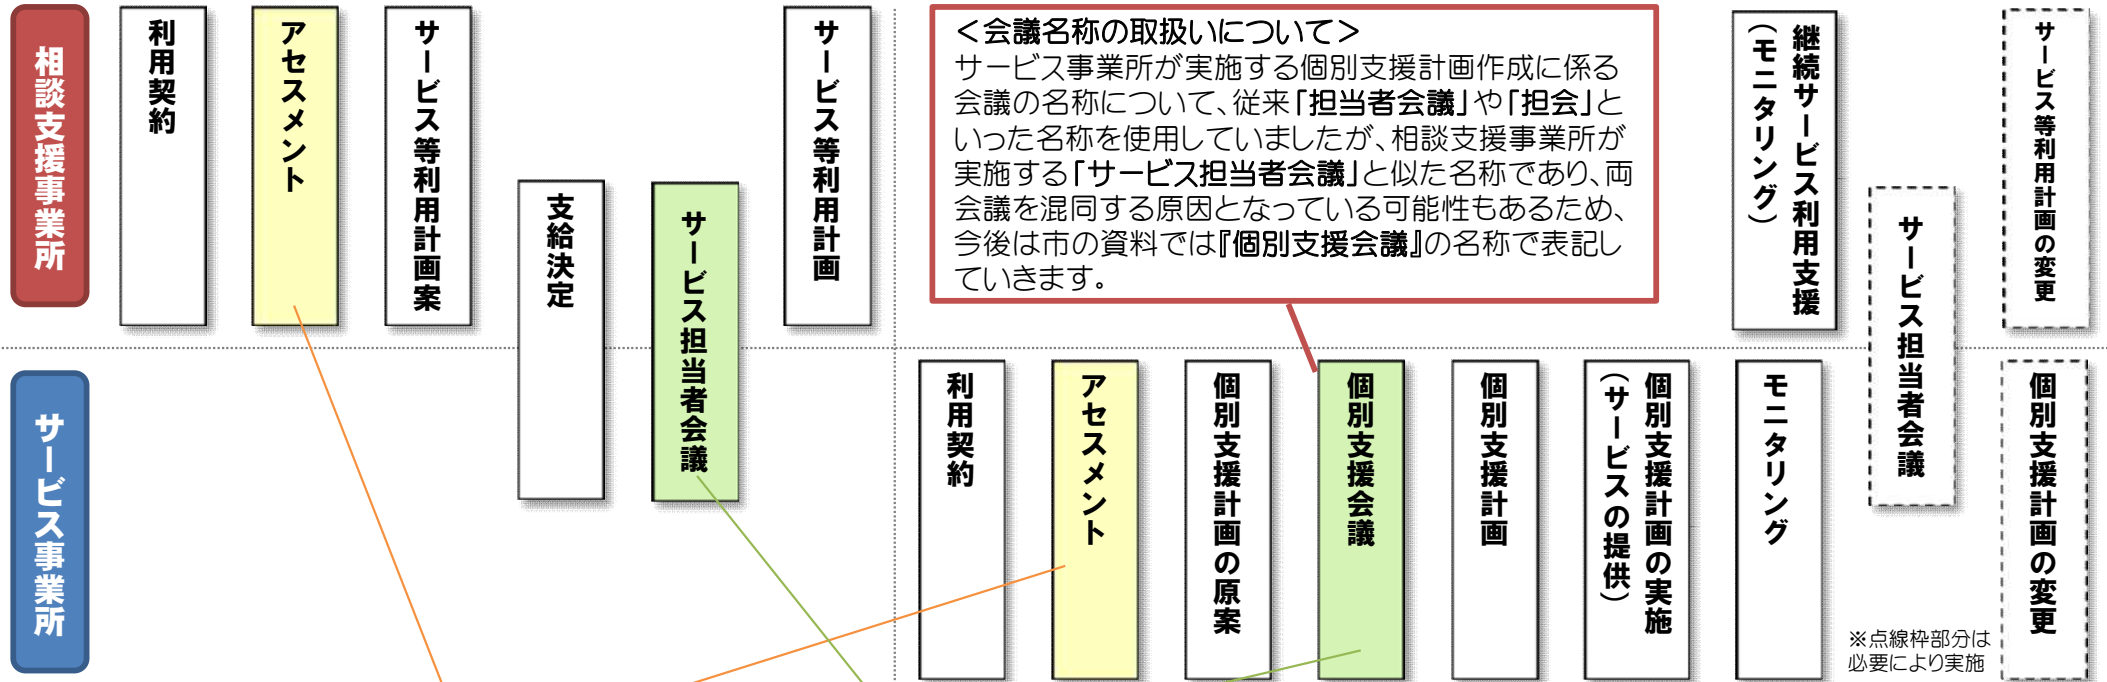 相談支援事業所
利用契約
アセスメント
サービス等利用計画案
支給決定
サービス担当者会議
サービス等利用計画
＜会議名称の取扱いについて＞
サービス事業所が実施する個別支援計画作成に係る
会議の名称について、従来「担当者会議」や「担会」と
いった名称を使用していましたが、相談支援事業所が
実施する「サービス担当者会議」と似た名称であり、両
会議を混同する原因となっている可能性もあるため、
今後は市の資料では『個別支援会議』の名称で表記し
ていきます。
継続サービス利用支援
（モニタリング）
サービス担当者会議
サービス等利用計画の変更
サービス事業所
利用契約
アセスメント
個別支援計画の原案
個別支援会議
個別支援計画
個別支援計画の実施
（サービスの提供）
モニタリング
個別支援計画の変更
※点線枠部分は
必要により実施